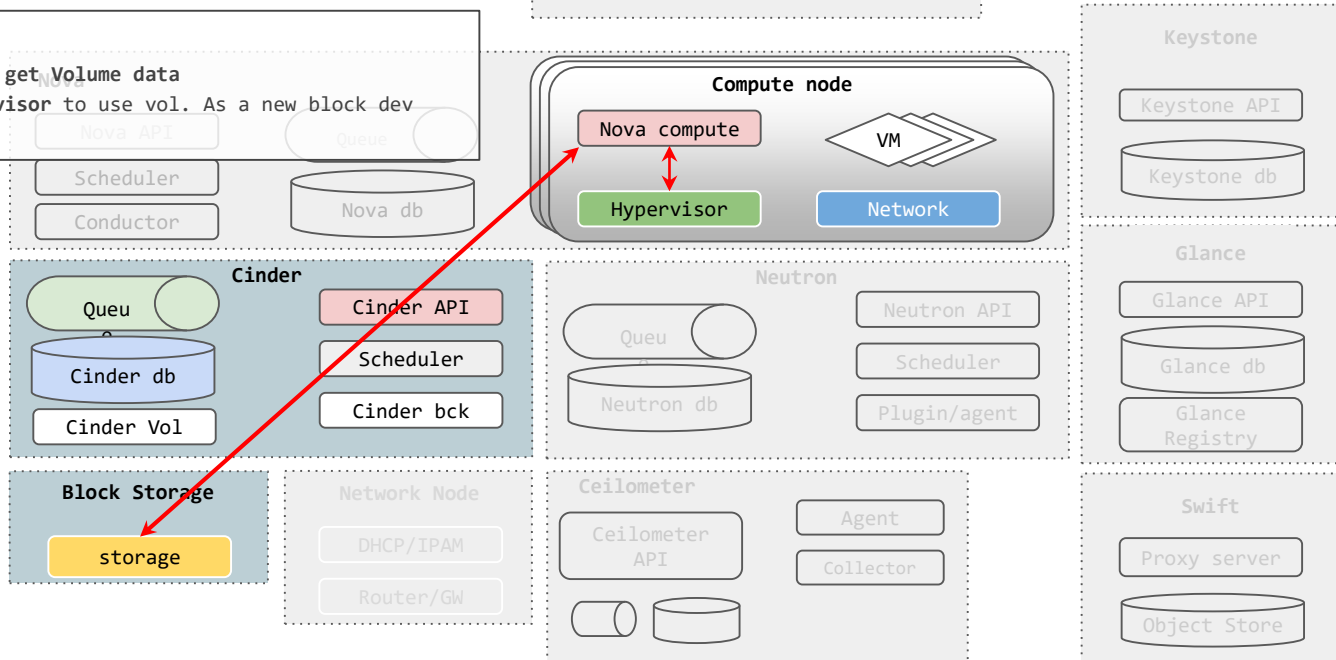 get Volume data
visor to use vol. As a new block dev
Nova
Nova API
Queue
Scheduler
Nova db
Conductor
Compute node
Nova compute
VM
Hypervisor
Network
Keystone
Keystone API
Keystone db
Cinder
Queu
Cinder API
Cinder db
Scheduler
Cinder Vol
Cinder bck
Neutron
Queu
Neutron API
Neutron db
Scheduler
Plugin/agent
Glance
Glance API
Glance db
Glance
Registry
Block Storage
storage
Network Node
DHCP/IPAM
Router/GW
Ceilometer
Ceilometer
API
Agent
Collector
Swift
Proxy server
Object Store